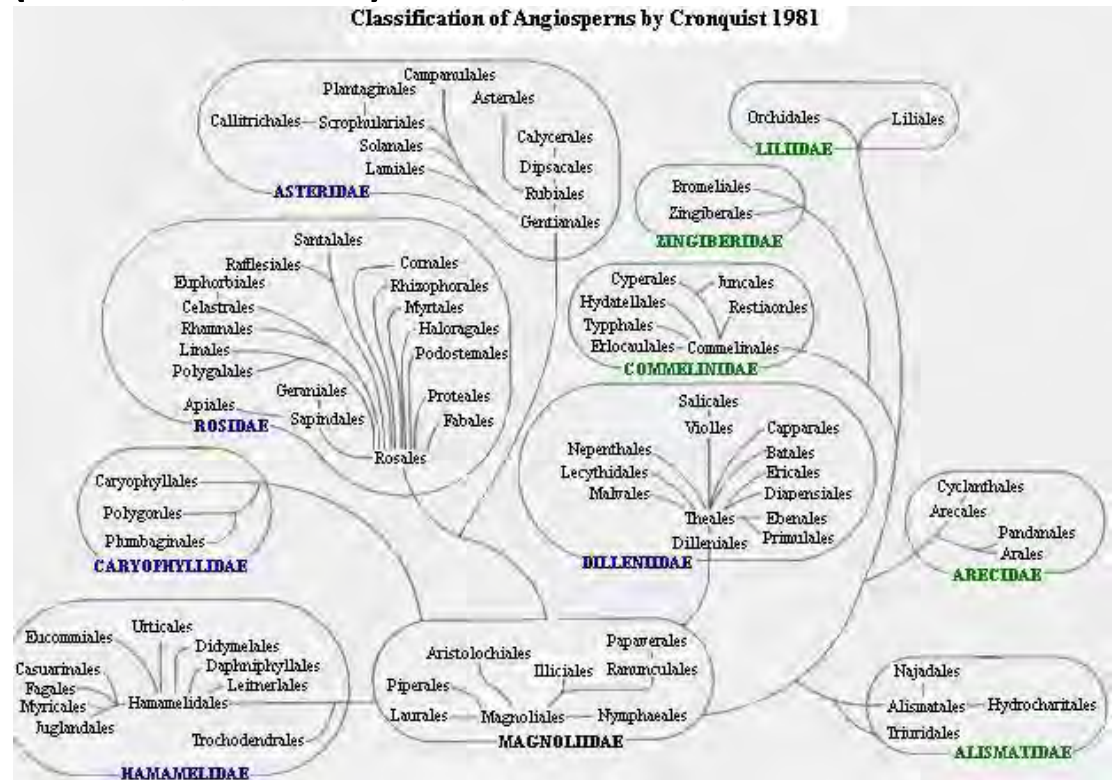 Classification of Angiosperns by Cronquist 1981
Campanulales
Plantaginales
Asterales
Callitrichales
Scrophulariales
Solanales
Lamiales
Calycerales
Dipsacales
Rubiales
Gentianales
ASTERIDAE
Orchidales
Liliales
LILIIDAE
Bromeliales
Zingiberales
ZINGIBERIDAE
Santalales
Rafflesiales
Euphorbiales
Celastrales
Rhamnales
Linales
Polygalales
Geraniales
Apiales
Sapindales
Cornales
Rhizophorales
Myrtales
Haloragales
Podostemales
Proteales
Fabales
Rosales
ROSIDAE
Cyperales
Juncales
Hydatellales
Restiaonles
Typphales
Erlocaulales
Commelinales
COMMELINIDAE
Salicales
Violles
Capparales
Nepenthales
Batales
Lecythidales
Ericales
Malvales
Diapensiales
Theales
Ebenales
Dilleniales
Primulales
DILLENIIDAE
Caryophyllales
Polygonles
Plumbaginales
CARYOPHYLLIDAE
Cyclanthales
Arecales
Pandanales
Arales
ARECIDAE
Eucommiales
Urticales
Didymelales
Casuarinales
Daphniphyllales
Fagales
Leitnerlales
Myricales
Hamamelidales
Juglandales
Trochodendrales
HAMAMELIDAE
Aristolochiales
Papaverales
Illiciales
Ranunculales
Piperales
Laurales
Magnoliales
Nymphaeales
MAGNOLIIDAE
Najadales
Alismatales
Hydrocharitales
Triuridales
ALISMATIDAE